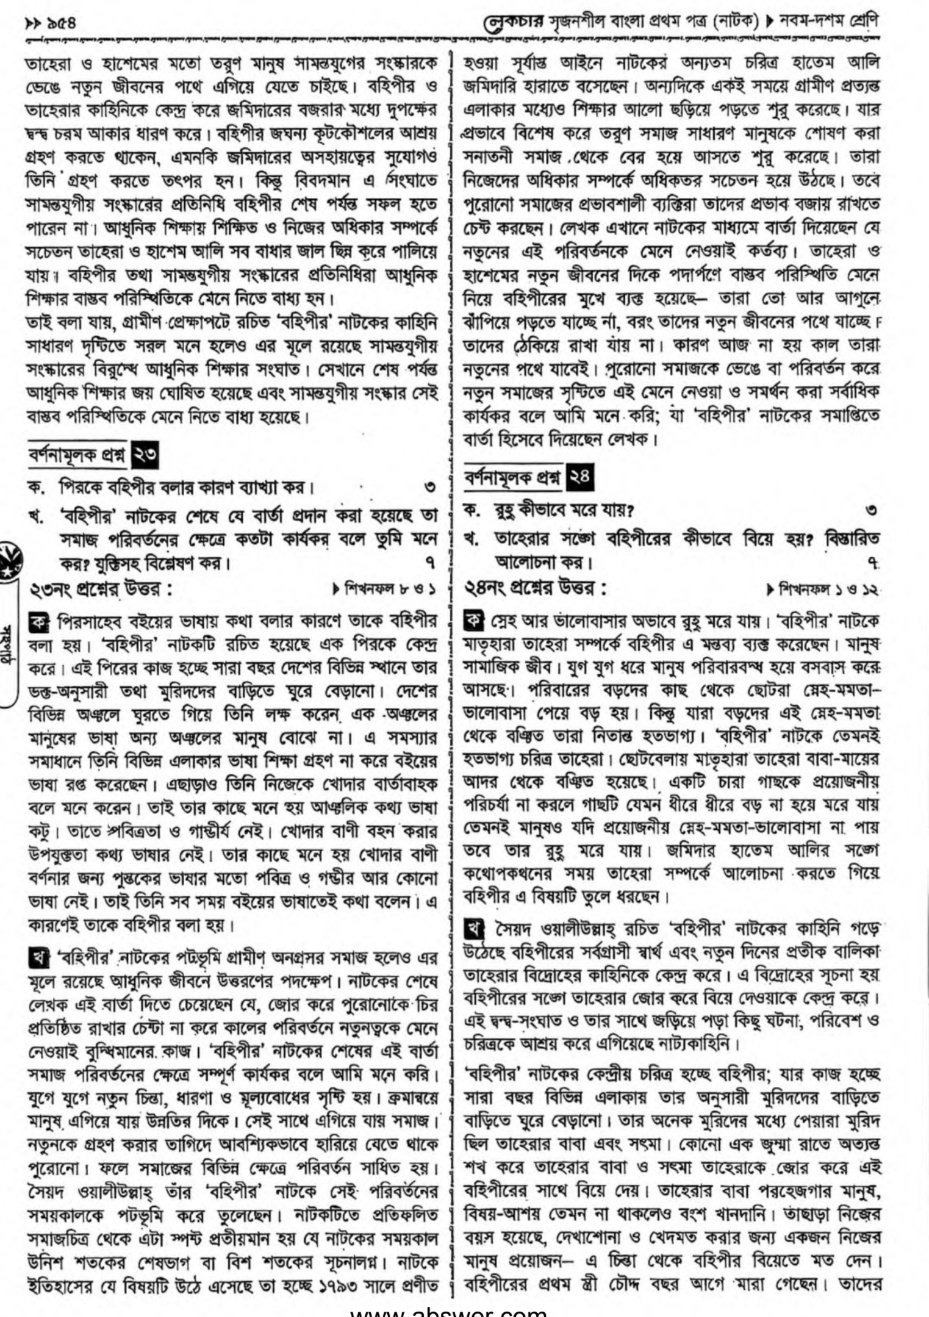 >> ৯৫৪
লেকচার সৃজনশীল বাংলা প্রথম পত্র (নাটক) ▶ নবম-দশম শ্রেণি
তাহেরা ও হাশেমের মতো তরুণ মানুষ সামন্তযুগের সংস্কারকে
ভেঙে নতুন জীবনের পথে এগিয়ে যেতে চাইছে। বহিপীর ও
তাহেরার কাহিনিকে কেন্দ্র করে জমিদারের বজরার মধ্যে দুপক্ষের
দ্বন্দ্ব চরম আকার ধারণ করে। বহিপীর জঘন্য কূটকৌশলের আশ্রয়
গ্রহণ করতে থাকেন, এমনকি জমিদারের অসহায়ত্বের সুযোগও
তিনি গ্রহণ করতে তৎপর হন। কিন্তু বিবদমান এ সংঘাতে
সামন্তযুগীয় সংস্কারের প্রতিনিধি বহিপীর শেষ পর্যন্ত সফল হতে
পারেন না। আধুনিক শিক্ষায় শিক্ষিত ও নিজের অধিকার সম্পর্কে
সচেতন তাহেরা ও হাশেম আলি সব বাধার জাল ছিন্ন করে পালিয়ে
যায়। বহিপীর তথা সামন্তযুগীয় সংস্কারের প্রতিনিধিরা আধুনিক
শিক্ষার বাস্তব পরিস্থিতিকে মেনে নিতে বাধ্য হন।
তাই বলা যায়, গ্রামীণ প্রেক্ষাপটে রচিত ‘বহিপীর’ নাটকের কাহিনি
সাধারণ দৃষ্টিতে সরল মনে হলেও এর মূলে রয়েছে সামন্তযুগীয়
সংস্কারের বিরুদ্ধে আধুনিক শিক্ষার সংঘাত। সেখানে শেষ পর্যন্ত
আধুনিক শিক্ষার জয় ঘোষিত হয়েছে এবং সামন্তযুগীয় সংস্কার সেই
বাস্তব পরিস্থিতিকে মেনে নিতে বাধ্য হয়েছে।
বর্ণনামূলক প্রশ্ন ২৩
ক. পিরকে বহিপীর বলার কারণ ব্যাখ্যা কর। ৩
খ. ‘বহিপীর’ নাটকের শেষে যে বার্তা প্রদান করা হয়েছে তা
সমাজ পরিবর্তনের ক্ষেত্রে কতটা কার্যকর বলে তুমি মনে
কর? যুক্তিসহ বিশ্লেষণ কর। ৭
২৩নং প্রশ্নের উত্তর : ▶ শিখনফল ৮ ও ১
ক পিরসাহেব বইয়ের ভাষায় কথা বলার কারণে তাকে বহিপীর
বলা হয়। ‘বহিপীর’ নাটকটি রচিত হয়েছে এক পিরকে কেন্দ্র
করে। এই পিরের কাজ হচ্ছে সারা বছর দেশের বিভিন্ন স্থানে তার
ভক্ত-অনুসারী তথা মুরিদদের বাড়িতে ঘুরে বেড়ানো। দেশের
বিভিন্ন অঞ্চলে ঘুরতে গিয়ে তিনি লক্ষ করেন এক অঞ্চলের
মানুষের ভাষা অন্য অঞ্চলের মানুষ বোঝে না। এ সমস্যার
সমাধানে তিনি বিভিন্ন এলাকার ভাষা শিক্ষা গ্রহণ না করে বইয়ের
ভাষা রপ্ত করেছেন। এছাড়াও তিনি নিজেকে খোদার বার্তাবাহক
বলে মনে করেন। তাই তার কাছে মনে হয় আঞ্চলিক কথ্য ভাষা
কটু। তাতে পবিত্রতা ও গাম্ভীর্য নেই। খোদার বাণী বহন করার
উপযুক্ততা কথ্য ভাষার নেই। তার কাছে মনে হয় খোদার বাণী
বর্ণনার জন্য পুস্তকের ভাষার মতো পবিত্র ও গম্ভীর আর কোনো
ভাষা নেই। তাই তিনি সব সময় বইয়ের ভাষাতেই কথা বলেন। এ
কারণেই তাকে বহিপীর বলা হয়।
খ ‘বহিপীর’ নাটকের পটভূমি গ্রামীণ অনগ্রসর সমাজ হলেও এর
মূলে রয়েছে আধুনিক জীবনে উত্তরণের পদক্ষেপ। নাটকের শেষে
লেখক এই বার্তা দিতে চেয়েছেন যে, জোর করে পুরোনোকে চির
প্রতিষ্ঠিত রাখার চেষ্টা না করে কালের পরিবর্তনে নতুনত্বকে মেনে
নেওয়াই বুদ্ধিমানের কাজ। ‘বহিপীর’ নাটকের শেষের এই বার্তা
সমাজ পরিবর্তনের ক্ষেত্রে সম্পূর্ণ কার্যকর বলে আমি মনে করি।
যুগে যুগে নতুন চিন্তা, ধারণা ও মূল্যবোধের সৃষ্টি হয়। ক্রমান্বয়ে
মানুষ এগিয়ে যায় উন্নতির দিকে। সেই সাথে এগিয়ে যায় সমাজ।
নতুনকে গ্রহণ করার তাগিদে আবশ্যিকভাবে হারিয়ে যেতে থাকে
পুরোনো। ফলে সমাজের বিভিন্ন ক্ষেত্রে পরিবর্তন সাধিত হয়।
সৈয়দ ওয়ালীউল্লাহ্ তাঁর ‘বহিপীর’ নাটকে সেই পরিবর্তনের
সময়কালকে পটভূমি করে তুলেছেন। নাটকটিতে প্রতিফলিত
সমাজচিত্র থেকে এটা স্পষ্ট প্রতীয়মান হয় যে নাটকের সময়কাল
উনিশ শতকের শেষভাগ বা বিশ শতকের সূচনালগ্ন। নাটকে
ইতিহাসের যে বিষয়টি উঠে এসেছে তা হচ্ছে ১৭৯৩ সালে প্রণীত
হওয়া সূর্যাস্ত আইনে নাটকের অন্যতম চরিত্র হাতেম আলি
জমিদারি হারাতে বসেছেন। অন্যদিকে একই সময়ে গ্রামীণ প্রত্যন্ত
এলাকার মধ্যেও শিক্ষার আলো ছড়িয়ে পড়তে শুরু করেছে। যার
প্রভাবে বিশেষ করে তরুণ সমাজ সাধারণ মানুষকে শোষণ করা
সনাতনী সমাজ থেকে বের হয়ে আসতে শুরু করেছে। তারা
নিজেদের অধিকার সম্পর্কে অধিকতর সচেতন হয়ে উঠছে। তবে
পুরোনো সমাজের প্রভাবশালী ব্যক্তিরা তাদের প্রভাব বজায় রাখতে
চেষ্ট করছেন। লেখক এখানে নাটকের মাধ্যমে বার্তা দিয়েছেন যে
নতুনের এই পরিবর্তনকে মেনে নেওয়াই কর্তব্য। তাহেরা ও
হাশেমের নতুন জীবনের দিকে পদার্পণে বাস্তব পরিস্থিতি মেনে
নিয়ে বহিপীরের মুখে ব্যক্ত হয়েছে– তারা তো আর আগুনে
ঝাঁপিয়ে পড়তে যাচ্ছে না, বরং তাদের নতুন জীবনের পথে যাচ্ছে।
তাদের ঠেকিয়ে রাখা যায় না। কারণ আজ না হয় কাল তারা
নতুনের পথে যাবেই। পুরোনো সমাজকে ভেঙে বা পরিবর্তন করে
নতুন সমাজের সৃষ্টিতে এই মেনে নেওয়া ও সমর্থন করা সর্বাধিক
কার্যকর বলে আমি মনে করি; যা ‘বহিপীর’ নাটকের সমাপ্তিতে
বার্তা হিসেবে দিয়েছেন লেখক।
বর্ণনামূলক প্রশ্ন ২৪
ক. রুহু কীভাবে মরে যায়? ৩
খ. তাহেরার সঙ্গে বহিপীরের কীভাবে বিয়ে হয়? বিস্তারিত
আলোচনা কর। ৭
২৪নং প্রশ্নের উত্তর : ▶ শিখনফল ১ ও ১২
ক স্নেহ আর ভালোবাসার অভাবে রুহু মরে যায়। ‘বহিপীর’ নাটকে
মাতৃহারা তাহেরা সম্পর্কে বহিপীর এ মন্তব্য ব্যক্ত করেছেন। মানুষ
সামাজিক জীব। যুগ যুগ ধরে মানুষ পরিবারবদ্ধ হয়ে বসবাস করে
আসছে। পরিবারের বড়দের কাছ থেকে ছোটরা স্নেহ-মমতা–
ভালোবাসা পেয়ে বড় হয়। কিন্তু যারা বড়দের এই স্নেহ-মমতা
থেকে বঞ্চিত তারা নিতান্ত হতভাগ্য। ‘বহিপীর’ নাটকে তেমনই
হতভাগ্য চরিত্র তাহেরা। ছোটবেলায় মাতৃহারা তাহেরা বাবা-মায়ের
আদর থেকে বঞ্চিত হয়েছে। একটি চারা গাছকে প্রয়োজনীয়
পরিচর্যা না করলে গাছটি যেমন ধীরে ধীরে বড় না হয়ে মরে যায়
তেমনই মানুষও যদি প্রয়োজনীয় স্নেহ-মমতা-ভালোবাসা না পায়
তবে তার রুহু মরে যায়। জমিদার হাতেম আলির সঙ্গে
কথোপকথনের সময় তাহেরা সম্পর্কে আলোচনা করতে গিয়ে
বহিপীর এ বিষয়টি তুলে ধরছেন।
খ সৈয়দ ওয়ালীউল্লাহ্ রচিত ‘বহিপীর’ নাটকের কাহিনি গড়ে
উঠেছে বহিপীরের সর্বগ্রাসী স্বার্থ এবং নতুন দিনের প্রতীক বালিকা
তাহেরার বিদ্রোহের কাহিনিকে কেন্দ্র করে। এ বিদ্রোহের সূচনা হয়
বহিপীরের সঙ্গে তাহেরার জোর করে বিয়ে দেওয়াকে কেন্দ্র করে।
এই দ্বন্দ্ব-সংঘাত ও তার সাথে জড়িয়ে পড়া কিছু ঘটনা, পরিবেশ ও
চরিত্রকে আশ্রয় করে এগিয়েছে নাট্যকাহিনি।
‘বহিপীর’ নাটকের কেন্দ্রীয় চরিত্র হচ্ছে বহিপীর; যার কাজ হচ্ছে
সারা বছর বিভিন্ন এলাকায় তার অনুসারী মুরিদদের বাড়িতে
বাড়িতে ঘুরে বেড়ানো। তার অনেক মুরিদের মধ্যে পেয়ারা মুরিদ
ছিল তাহেরার বাবা এবং সৎমা। কোনো এক জুম্মা রাতে অত্যন্ত
শখ করে তাহেরার বাবা ও সৎমা তাহেরাকে জোর করে এই
বহিপীরের সাথে বিয়ে দেয়। তাহেরার বাবা পরহেজগার মানুষ,
বিষয়-আশয় তেমন না থাকলেও বংশ খানদানি। তাছাড়া নিজের
বয়স হয়েছে, দেখাশোনা ও খেদমত করার জন্য একজন নিজের
মানুষ প্রয়োজন– এ চিন্তা থেকে বহিপীর বিয়েতে মত দেন।
বহিপীরের প্রথম স্ত্রী চৌদ্দ বছর আগে মারা গেছেন। তাদের
সহপাঠ
www.abswer.com